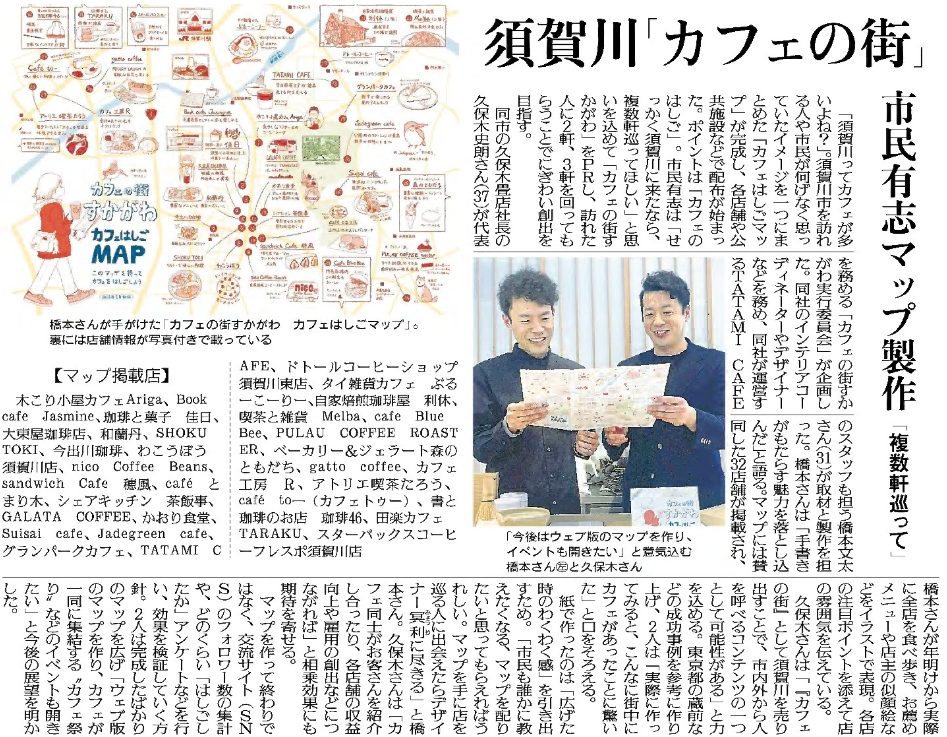 須賀川「カフェの街」
市民有志マップ製作
「複数軒巡って」
「須賀川ってカフェが多
いよね?」。須賀川市を訪れ
る人や市民が何げなく思っ
ていたイメージを一つにま
とめた「カフェはしごマッ
プ」が完成し、各店舗や公
共施設などで配布が始まっ
た。ポイントは「カフェの
はしご」。市民有志は「せ
っかく須賀川に来たなら、
複数軒巡ってほしい」と思
いを込めて「カフェの街す
かがわ」をPRし、訪れた
人に2軒、3軒を回っても
らうことでにぎわい創出を
目指す。
同市の久保木畳店社長の
久保木史朗さん(37)が代表
を務める「カフェの街すか
がわ実行委員会」が企画し
た。同社のインテリアコー
ディネーターやデザイナー
などを務め、同社が運営す
るTATAMI CAFE
のスタッフも担う橋本文太
さん(31)が取材と製作を担
った。橋本さんは「手書き
がもたらす魅力を落とし込
んだ」と語る。マップには賛
同した32店舗が掲載され、
橋本さんが年明けから実際
に全店を食べ歩き、お薦め
メニューや店主の似顔絵な
どをイラストで表現。各店
の注目ポイントを添えて店
の雰囲気を伝えている。
久保木さんは「『カフェ
の街』として須賀川を売り
出すことで、市内外から人
を呼べるコンテンツの一つ
として可能性がある」と力
を込める。東京都の蔵前な
どの成功事例を参考に作り
上げ、2人は「実際に作っ
てみると、こんなに街中に
カフェがあったことに驚い
た」と口をそろえる。
紙で作ったのは「広げた
時のわくわく感」を引き出
すため。「市民も誰かに教
えたくなる、マップを配り
たいと思ってもらえればう
れしい。マップを手に店を
巡る人に出会えたらデザイ
ナー冥利に尽きる」と橋
本さん。久保木さんは「カ
フェ同士がお客さんを紹介
し合ったり、各店舗の収益
向上や雇用の創出などにつ
ながれば」と相乗効果にも
期待を寄せる。
マップを作って終わりで
はなく、交流サイト(SN
S)のフォロワー数の集計
や、どのくらい「はしごし
たか」アンケートなどを行
い、効果を検証していく方
針。2人は完成したばかり
のマップを広げ「ウェブ版
のマップを作り、カフェが
一同に集結する〝カフェ祭
り〟などのイベントも開き
たい」と今後の展望を明か
した。
カフェの街
すかがわ
カフェはしご
MAP
このマップを持って
カフェをはしごしよう
TATAMI CAFE
グランパークカフェ
Jadegreen cafe
gatto coffee
nico
橋本さんが手がけた「カフェの街すかがわ カフェはしごマップ」。
裏には店舗情報が写真付きで載っている
【マップ掲載店】
木こり小屋カフェAriga、Book
cafe Jasmine、珈琲と菓子 佳日、
大東屋珈琲店、和蘭丹、SHOKU
TOKI、今出川珈琲、わこうぼう
須賀川店、nico Coffee Beans、
sandwich Cafe 穂風、café と
まり木、シェアキッチン 茶飯事、
GALATA COFFEE、かおり食堂、
Suisai cafe、Jadegreen cafe、
グランパークカフェ、TATAMI C
AFE、ドトールコーヒーショップ
須賀川東店、タイ雑貨カフェ ぷる
ーこーりー、自家焙煎珈琲屋 利休、
喫茶と雑貨 Melba、cafe Blue
Bee、PULAU COFFEE ROAST
ER、ベーカリー&ジェラート森の
ともだち、gatto coffee、カフェ
工房 R、アトリエ喫茶たろう、
café to一(カフェトゥー)、書と
珈琲のお店 珈琲46、田楽カフェ
TARAKU、スターバックスコーヒ
ーフレスポ須賀川店
「今後はウェブ版のマップを作り、
イベントも開きたい」と意気込む
橋本さん㊧と久保木さん